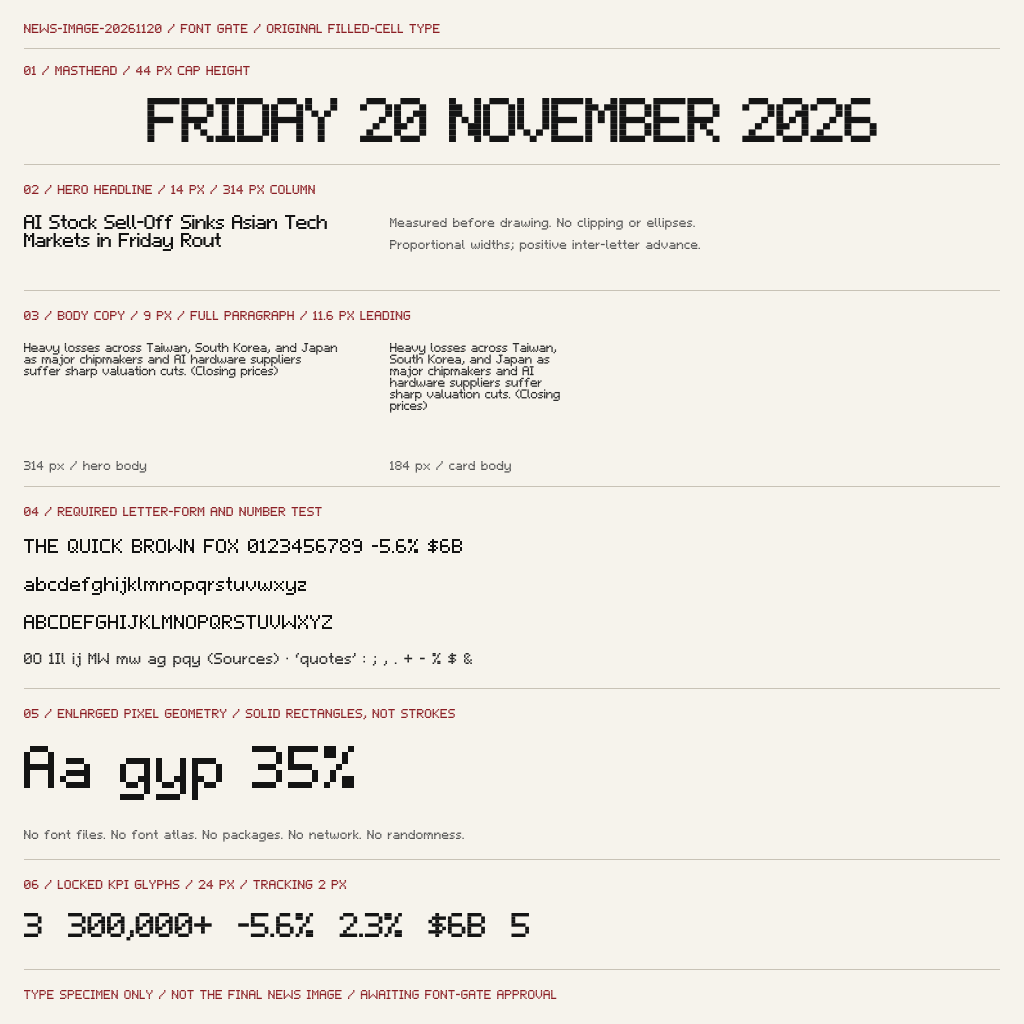 NEWS-IMAGE-20261120 / FONT GATE / ORIGINAL FILLED-CELL TYPE
01 / MASTHEAD / 44 PX CAP HEIGHT
FRIDAY 20 NOVEMBER 2026
02 / HERO HEADLINE / 14 PX / 314 PX COLUMN
AI Stock Sell-Off Sinks Asian Tech
Markets in Friday Rout
Measured before drawing. No clipping or ellipses.
Proportional widths; positive inter-letter advance.
03 / BODY COPY / 9 PX / FULL PARAGRAPH / 11.6 PX LEADING
Heavy losses across Taiwan, South Korea, and Japan
as major chipmakers and AI hardware suppliers
suffer sharp valuation cuts. (Closing prices)
Heavy losses across Taiwan,
South Korea, and Japan as
major chipmakers and AI
hardware suppliers suffer
sharp valuation cuts. (Closing
prices)
314 px / hero body
184 px / card body
04 / REQUIRED LETTER-FORM AND NUMBER TEST
THE QUICK BROWN FOX 0123456789 -5.6% $6B
abcdefghijklmnopqrstuvwxyz
ABCDEFGHIJKLMNOPQRSTUVWXYZ
0O 1Il ij MW mw ag pqy (Sources) · ‘quotes’ : ; , . + - % $ &
05 / ENLARGED PIXEL GEOMETRY / SOLID RECTANGLES, NOT STROKES
Aa gyp 35%
No font files. No font atlas. No packages. No network. No randomness.
06 / LOCKED KPI GLYPHS / 24 PX / TRACKING 2 PX
3 300,000+ -5.6% 2.3% $6B 5
TYPE SPECIMEN ONLY / NOT THE FINAL NEWS IMAGE / AWAITING FONT-GATE APPROVAL